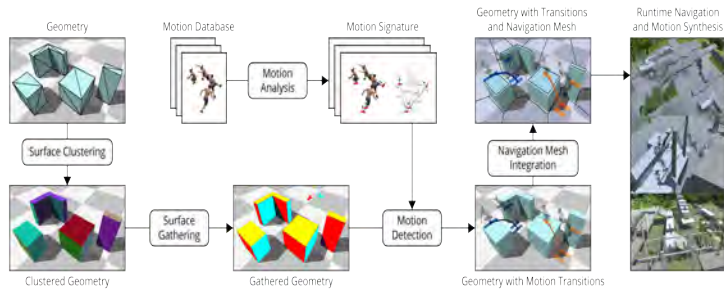 Geometry
Motion Database
Motion Signature
Geometry with Transitions
and Navigation Mesh
Runtime Navigation
and Motion Synthesis
Motion
Analysis
Surface Clustering
Navigation Mesh
Integration
Surface
Gathering
Motion
Detection
Clustered Geometry
Gathered Geometry
Geometry with Motion Transitions